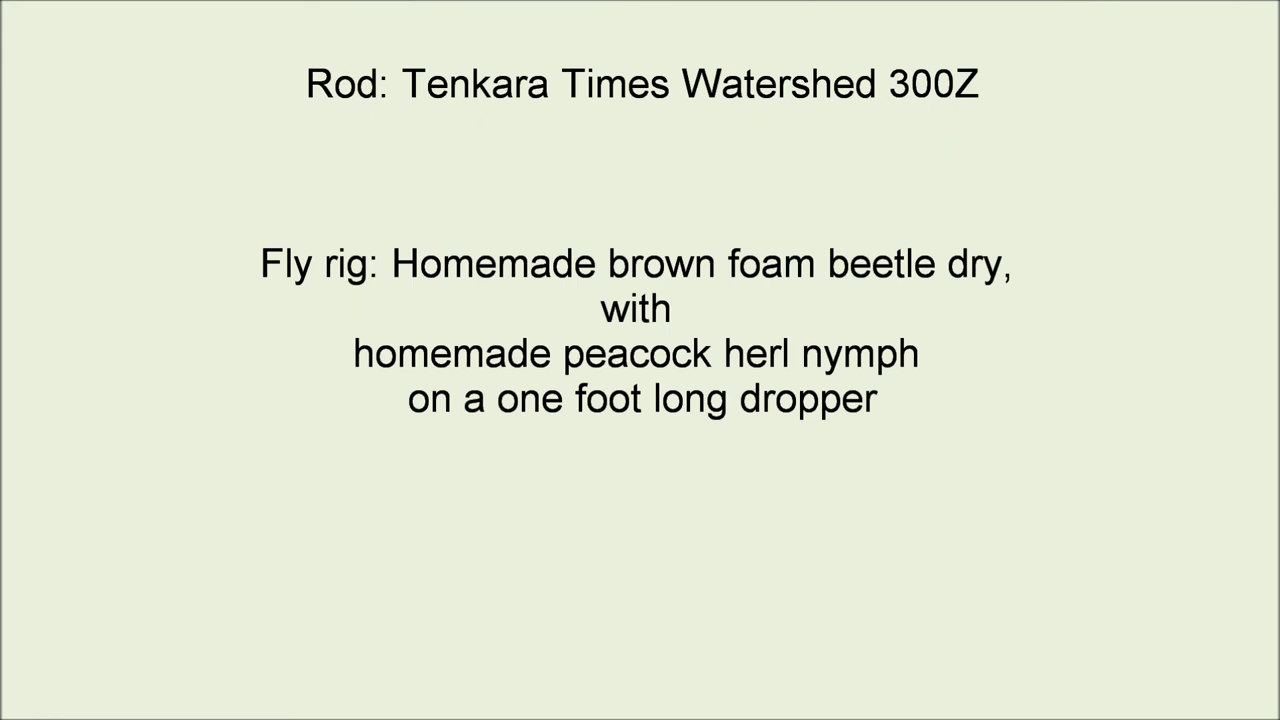 Rod: Tenkara Times Watershed 300Z
Fly rig: Homemade brown foam beetle dry,
with
homemade peacock herl nymph
on a one foot long dropper